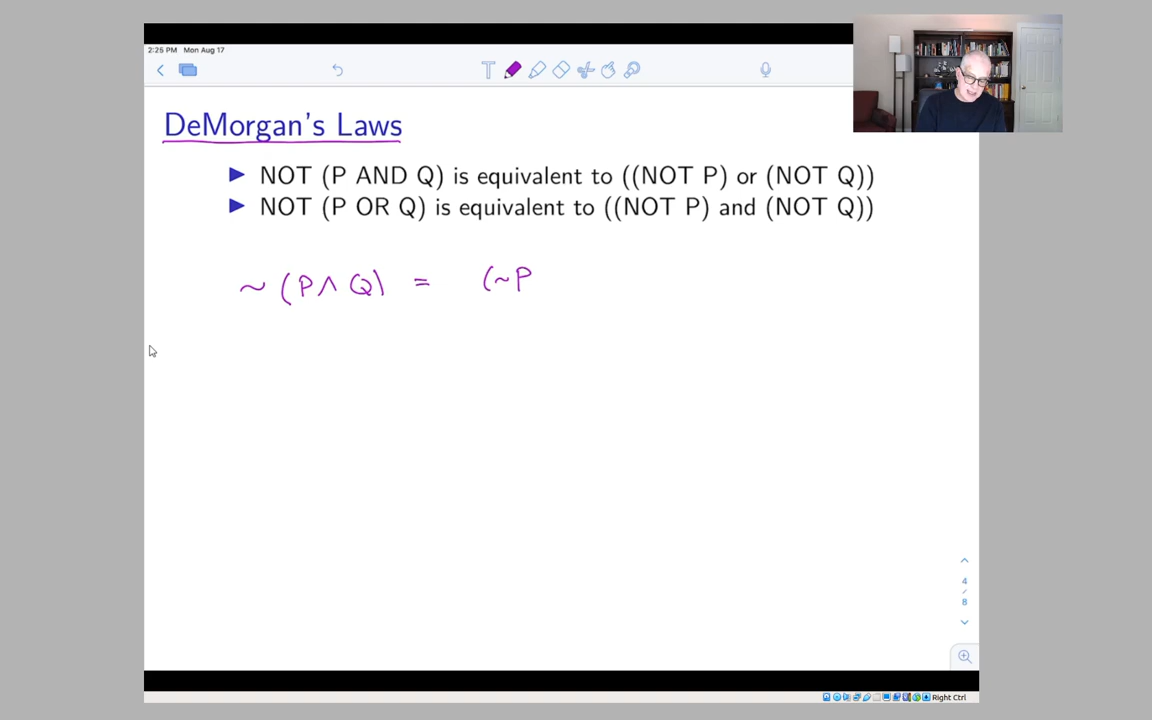 2:25 PM Mon Aug 17
DeMorgan's Laws
▶ NOT (P AND Q) is equivalent to ((NOT P) or (NOT Q))
▶ NOT (P OR Q) is equivalent to ((NOT P) and (NOT Q))
~ (P ∧ Q) = (~P
4
/
8
Right Ctrl